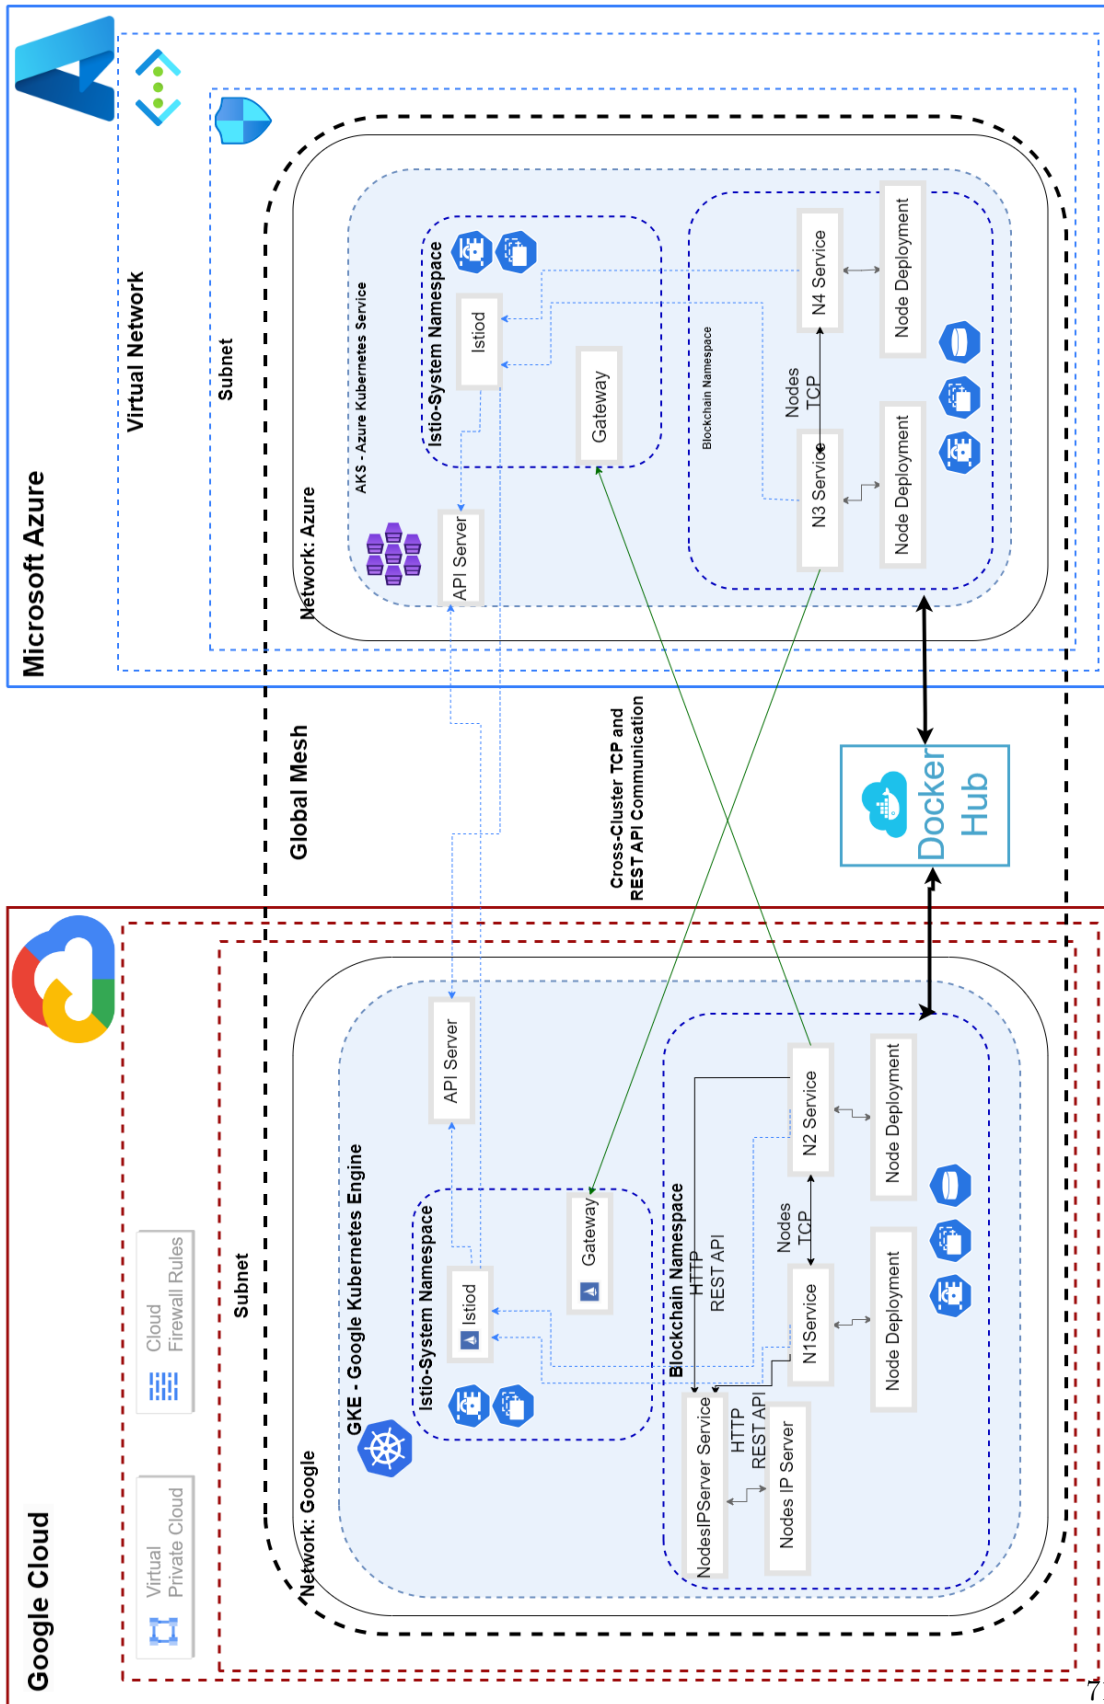 Google Cloud
Virtual
Private Cloud
Cloud
Firewall Rules
Subnet
Network: Google
GKE - Google Kubernetes Engine
API Server
Istio-System Namespace
Istiod
Gateway
Blockchain Namespace
HTTP
REST API
NodesIPServer Service
HTTP
REST API
Nodes IP Server
N1Service
Nodes
TCP
N2 Service
Node Deployment
Node Deployment
Global Mesh
Cross-Cluster TCP and
REST API Communication
Docker
Hub
Microsoft Azure
Virtual Network
Subnet
Network: Azure
AKS - Azure Kubernetes Service
API Server
Istio-System Namespace
Istiod
Gateway
Blockchain Namespace
N3 Service
Nodes
TCP
N4 Service
Node Deployment
Node Deployment
7